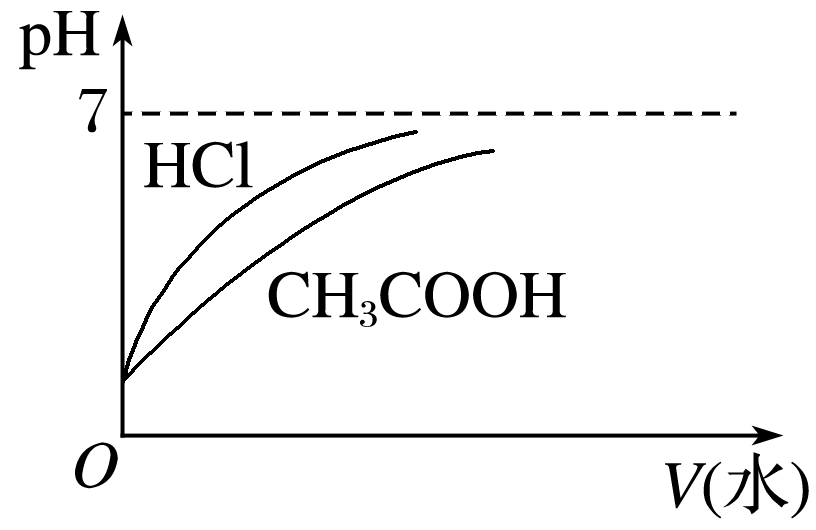 pH
7
HCl
CH₃COOH
O
V(水)